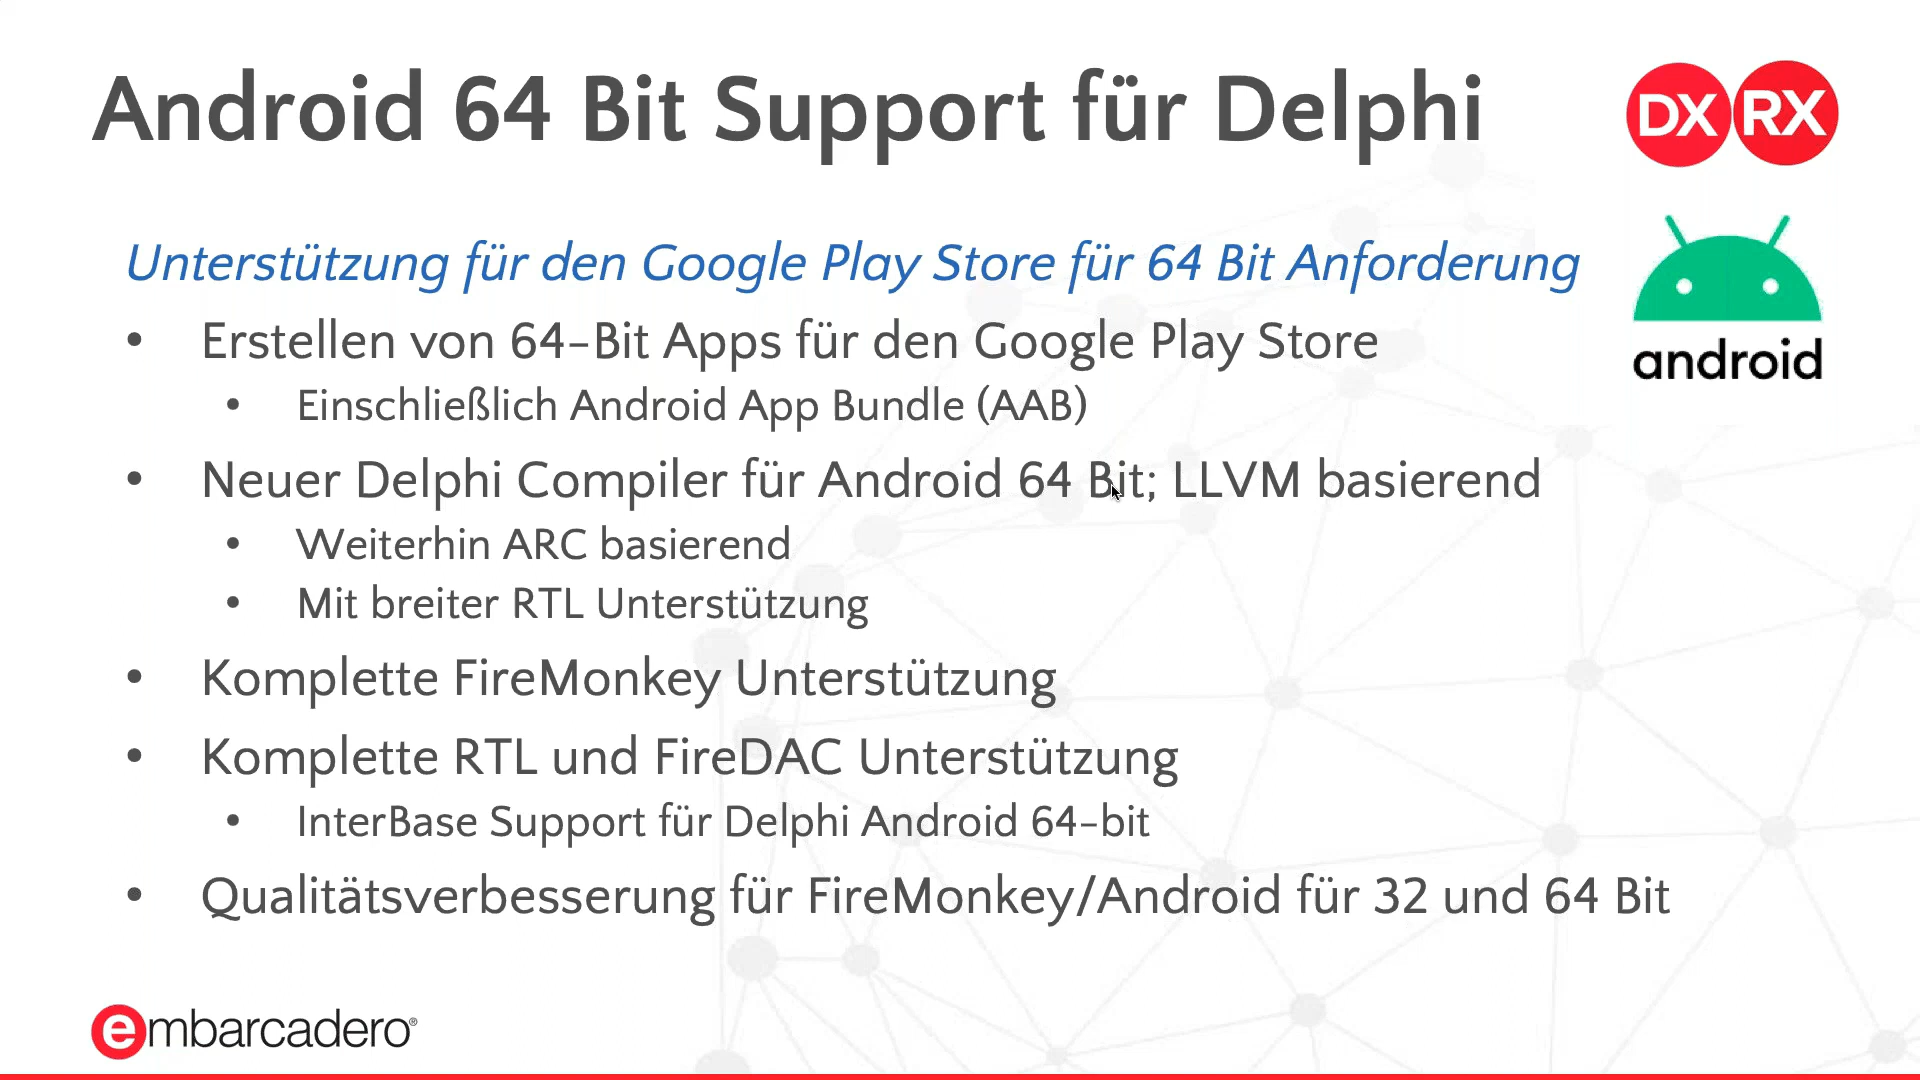 Android 64 Bit Support für Delphi
DX RX
android
Unterstützung für den Google Play Store für 64 Bit Anforderung
• Erstellen von 64-Bit Apps für den Google Play Store
• Einschließlich Android App Bundle (AAB)
• Neuer Delphi Compiler für Android 64 Bit; LLVM basierend
• Weiterhin ARC basierend
• Mit breiter RTL Unterstützung
• Komplette FireMonkey Unterstützung
• Komplette RTL und FireDAC Unterstützung
• InterBase Support für Delphi Android 64-bit
• Qualitätsverbesserung für FireMonkey/Android für 32 und 64 Bit
embarcadero®